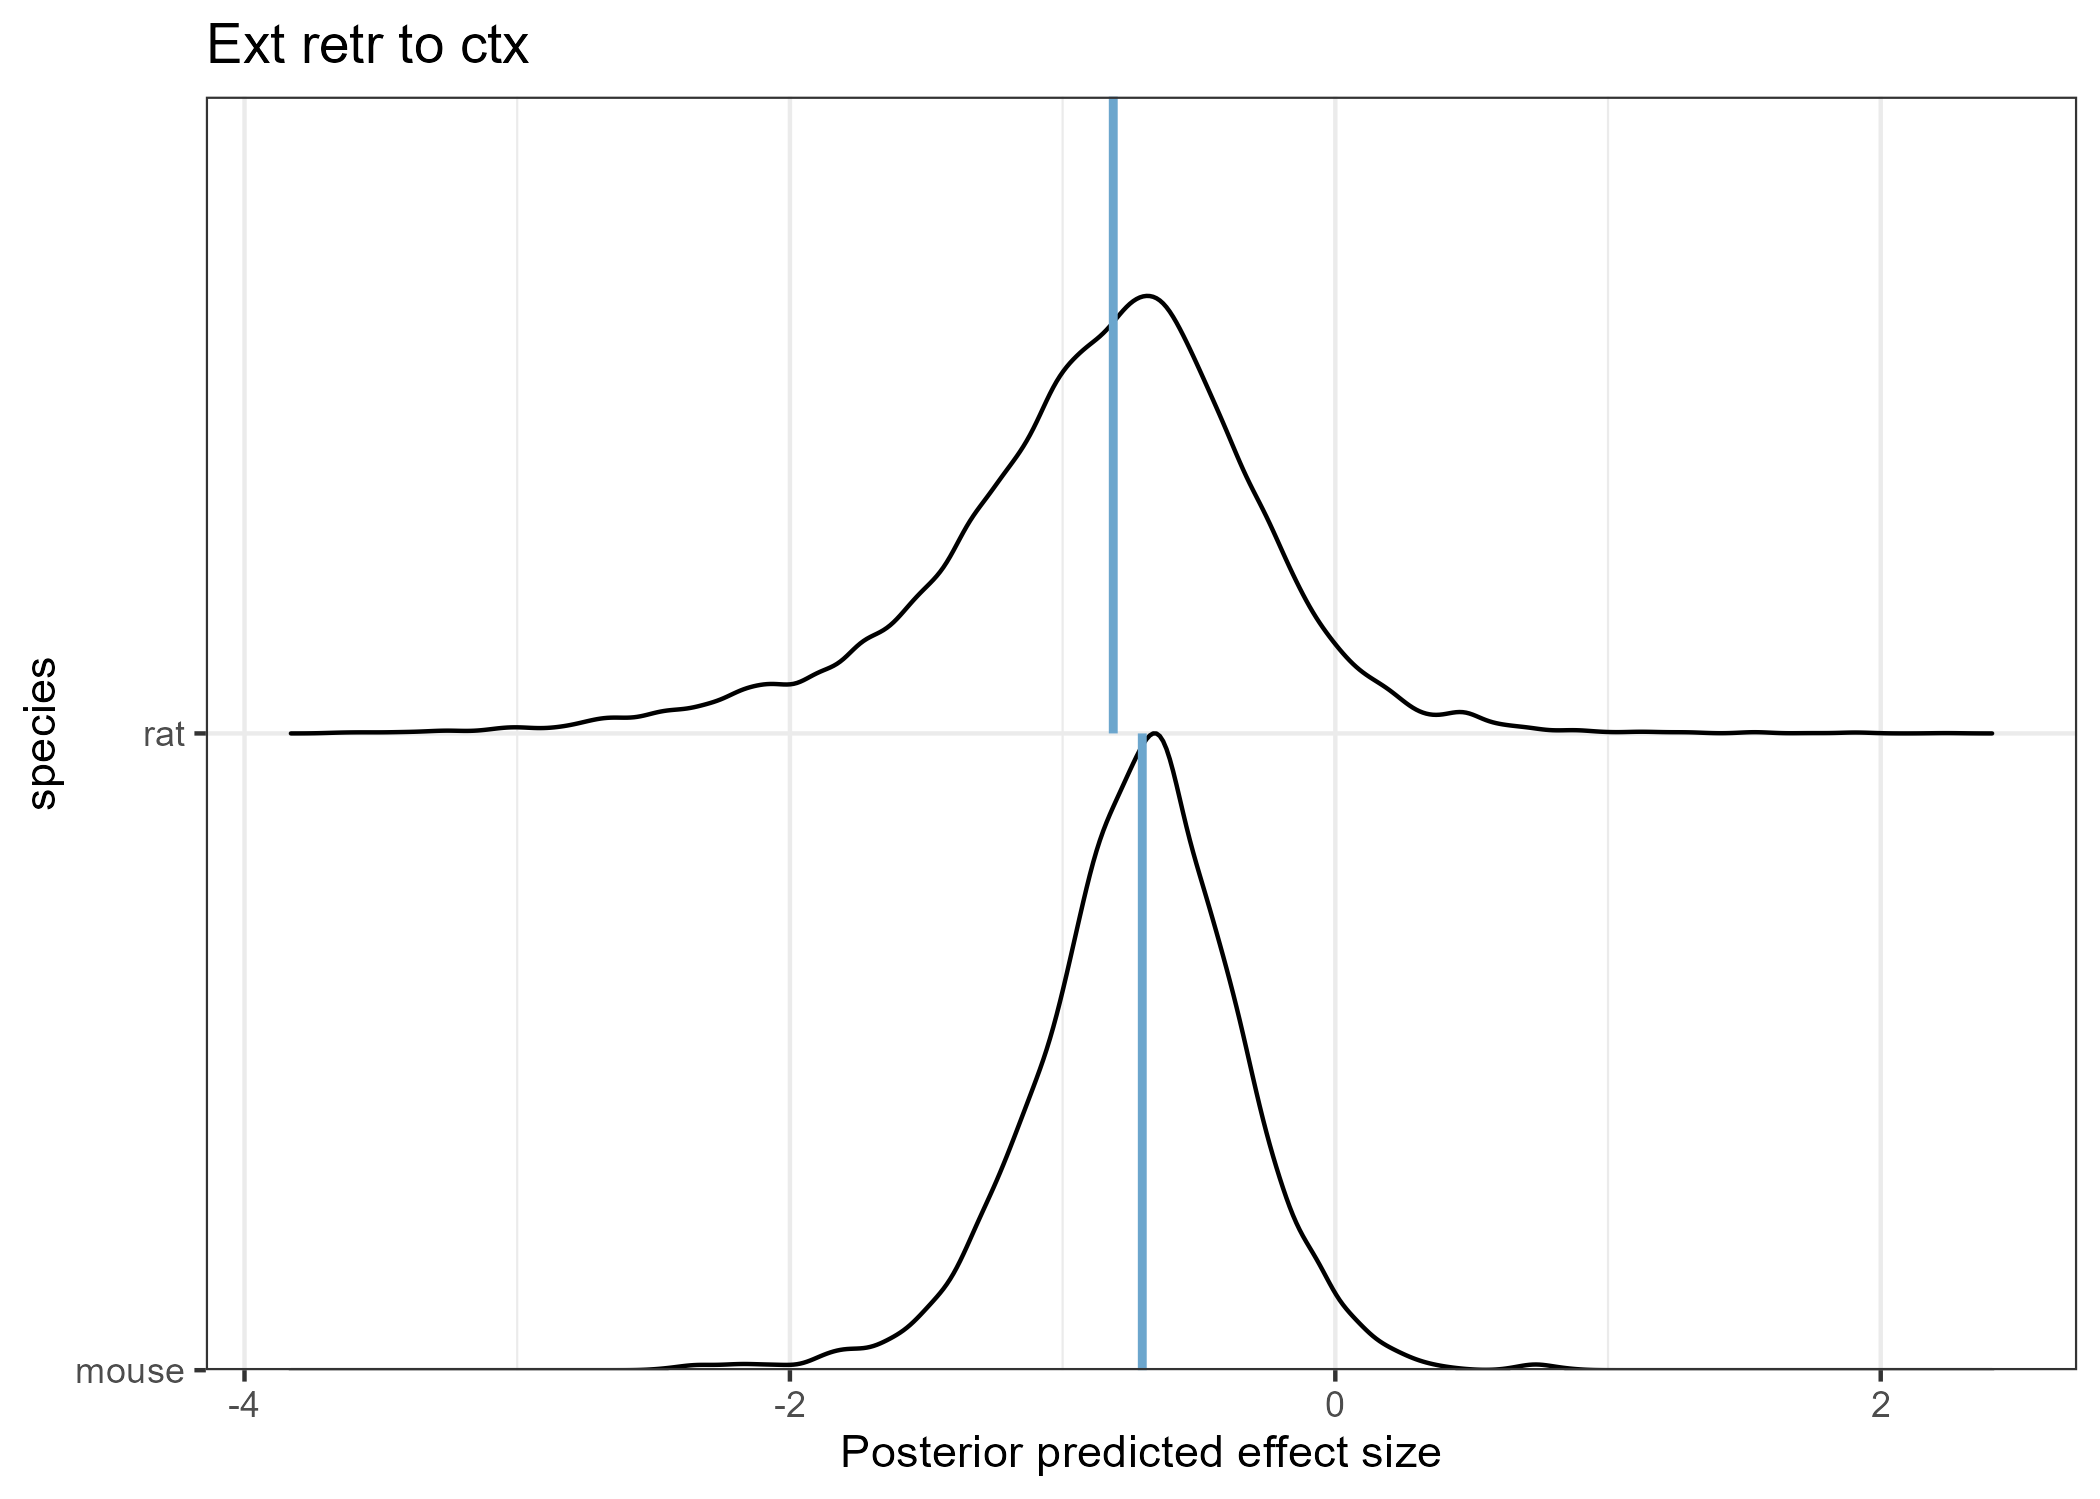 Ext retr to ctx
species
rat
mouse
-4
-2
0
2
Posterior predicted effect size